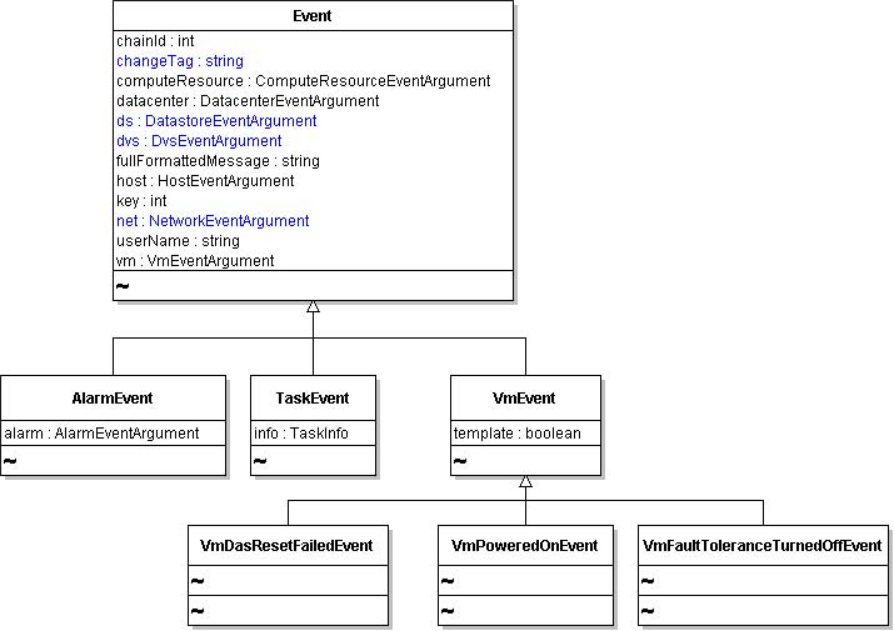 Event
chainId : int
changeTag : string
computeResource : ComputeResourceEventArgument
datacenter : DatacenterEventArgument
ds : DatastoreEventArgument
dvs : DvsEventArgument
fullFormattedMessage : string
host : HostEventArgument
key : int
net : NetworkEventArgument
userName : string
vm : VmEventArgument
~
AlarmEvent
alarm : AlarmEventArgument
~
TaskEvent
info : TaskInfo
~
VmEvent
template : boolean
~
VmDasResetFailedEvent
~
~
VmPoweredOnEvent
~
~
VmFaultToleranceTurnedOffEvent
~
~